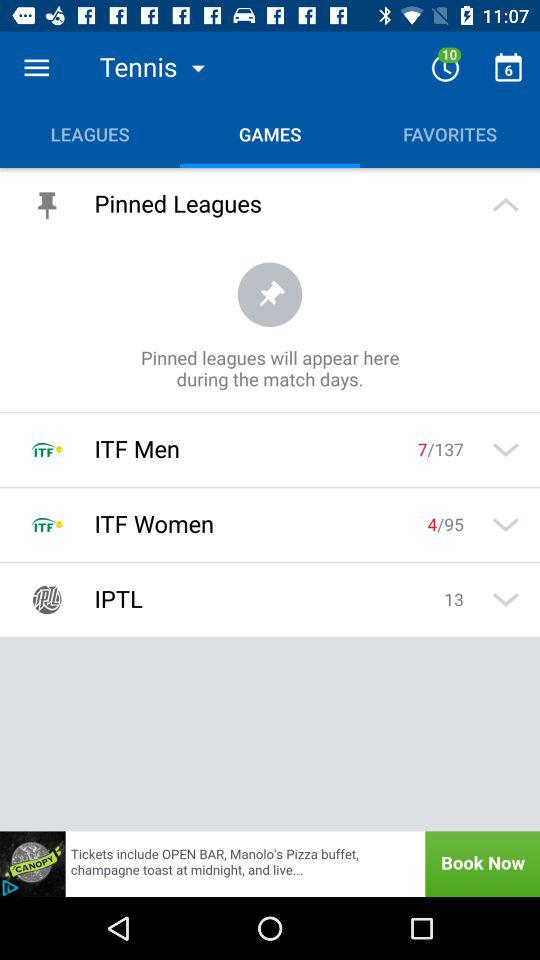 11:07
Tennis
10
6
LEAGUES GAMES FAVORITES
Pinned Leagues
Pinned leagues will appear here
during the match days.
ITF ITF Men 7/137
ITF ITF Women 4/95
IPTL IPTL 13
CANOPY
Tickets include OPEN BAR, Manolo's Pizza buffet,
champagne toast at midnight, and live...
Book Now